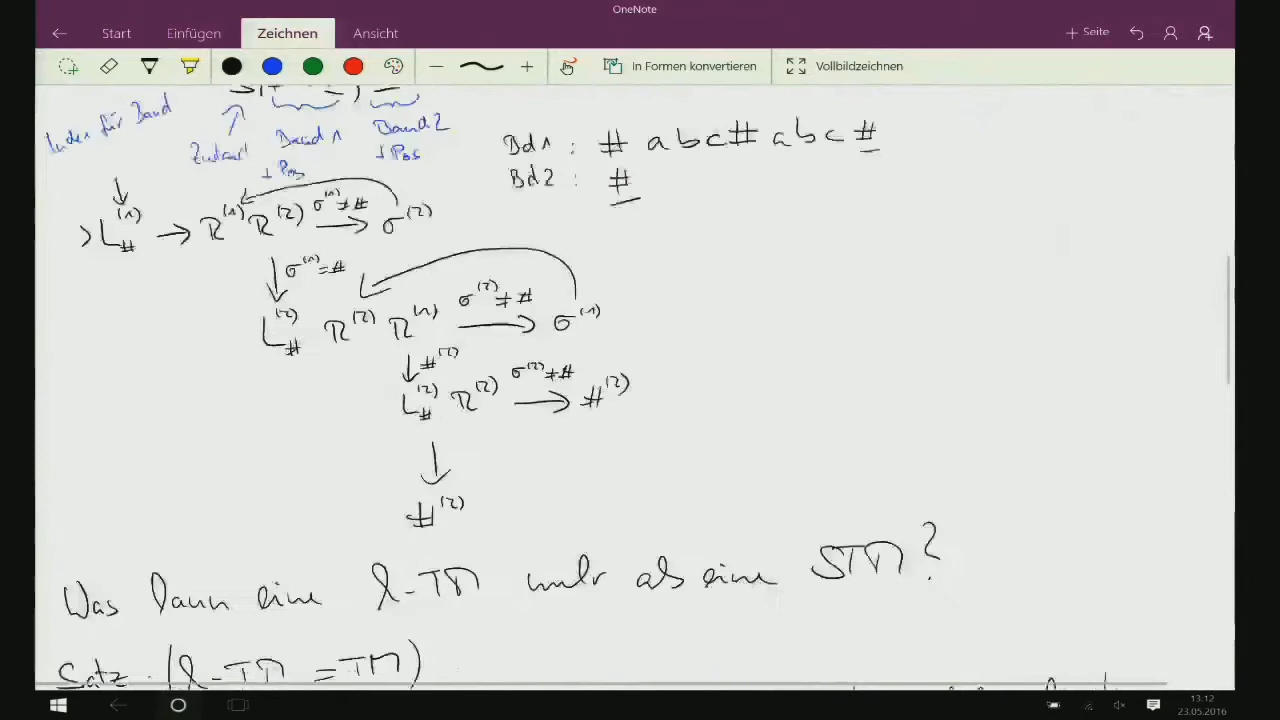 OneNote
Start Einfügen Zeichnen Ansicht + Seite
In Formen konvertieren Vollbildzeichnen
Index für Band
Zustand
Band 1
+ Pos
Band 2
+ Pos
Bd1 : # abc # abc #
Bd2 : #
> L#^(1) → R^(1) R^(2) σ^(1)≠# → σ^(2)
↓ σ^(1)=#
L#^(2) R^(2) R^(1) σ^(2)≠# → σ^(1)
↓ #^(2)
L#^(2) R^(2) σ^(2)≠# → #^(2)
↓
#^(2)
Was kann eine k-TM mehr als eine STM?
Satz (k-TM = TM)
13:12
23.05.2016